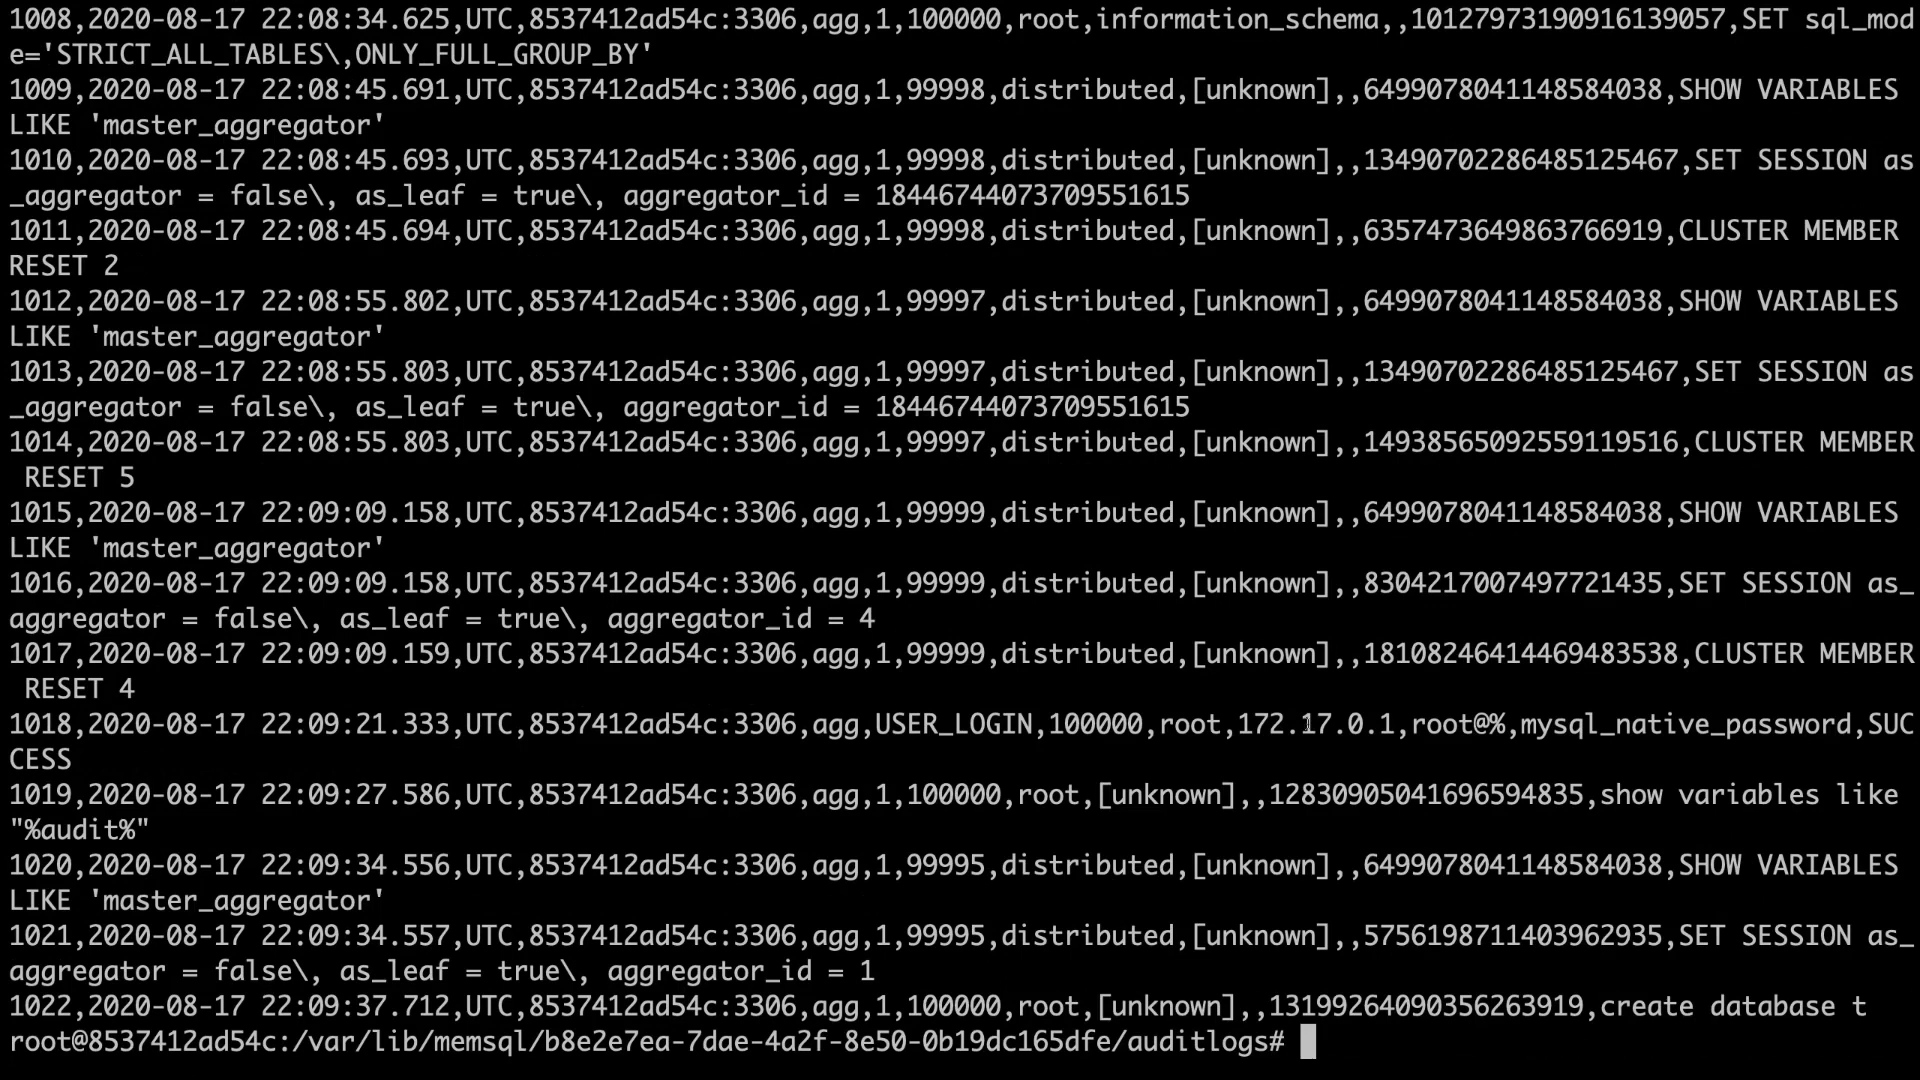 1008,2020-08-17 22:08:34.625,UTC,8537412ad54c:3306,agg,1,100000,root,information_schema,,10127973190916139057,SET sql_mod
e='STRICT_ALL_TABLES\,ONLY_FULL_GROUP_BY'
1009,2020-08-17 22:08:45.691,UTC,8537412ad54c:3306,agg,1,99998,distributed,[unknown],,6499078041148584038,SHOW VARIABLES
LIKE 'master_aggregator'
1010,2020-08-17 22:08:45.693,UTC,8537412ad54c:3306,agg,1,99998,distributed,[unknown],,13490702286485125467,SET SESSION as
_aggregator = false\, as_leaf = true\, aggregator_id = 18446744073709551615
1011,2020-08-17 22:08:45.694,UTC,8537412ad54c:3306,agg,1,99998,distributed,[unknown],,6357473649863766919,CLUSTER MEMBER
RESET 2
1012,2020-08-17 22:08:55.802,UTC,8537412ad54c:3306,agg,1,99997,distributed,[unknown],,6499078041148584038,SHOW VARIABLES
LIKE 'master_aggregator'
1013,2020-08-17 22:08:55.803,UTC,8537412ad54c:3306,agg,1,99997,distributed,[unknown],,13490702286485125467,SET SESSION as
_aggregator = false\, as_leaf = true\, aggregator_id = 18446744073709551615
1014,2020-08-17 22:08:55.803,UTC,8537412ad54c:3306,agg,1,99997,distributed,[unknown],,14938565092559119516,CLUSTER MEMBER
 RESET 5
1015,2020-08-17 22:09:09.158,UTC,8537412ad54c:3306,agg,1,99999,distributed,[unknown],,6499078041148584038,SHOW VARIABLES
LIKE 'master_aggregator'
1016,2020-08-17 22:09:09.158,UTC,8537412ad54c:3306,agg,1,99999,distributed,[unknown],,8304217007497721435,SET SESSION as_
aggregator = false\, as_leaf = true\, aggregator_id = 4
1017,2020-08-17 22:09:09.159,UTC,8537412ad54c:3306,agg,1,99999,distributed,[unknown],,18108246414469483538,CLUSTER MEMBER
 RESET 4
1018,2020-08-17 22:09:21.333,UTC,8537412ad54c:3306,agg,USER_LOGIN,100000,root,172.17.0.1,root@%,mysql_native_password,SUC
CESS
1019,2020-08-17 22:09:27.586,UTC,8537412ad54c:3306,agg,1,100000,root,[unknown],,12830905041696594835,show variables like
"%audit%"
1020,2020-08-17 22:09:34.556,UTC,8537412ad54c:3306,agg,1,99995,distributed,[unknown],,6499078041148584038,SHOW VARIABLES
LIKE 'master_aggregator'
1021,2020-08-17 22:09:34.557,UTC,8537412ad54c:3306,agg,1,99995,distributed,[unknown],,5756198711403962935,SET SESSION as_
aggregator = false\, as_leaf = true\, aggregator_id = 1
1022,2020-08-17 22:09:37.712,UTC,8537412ad54c:3306,agg,1,100000,root,[unknown],,13199264090356263919,create database t
root@8537412ad54c:/var/lib/memsql/b8e2e7ea-7dae-4a2f-8e50-0b19dc165dfe/auditlogs#